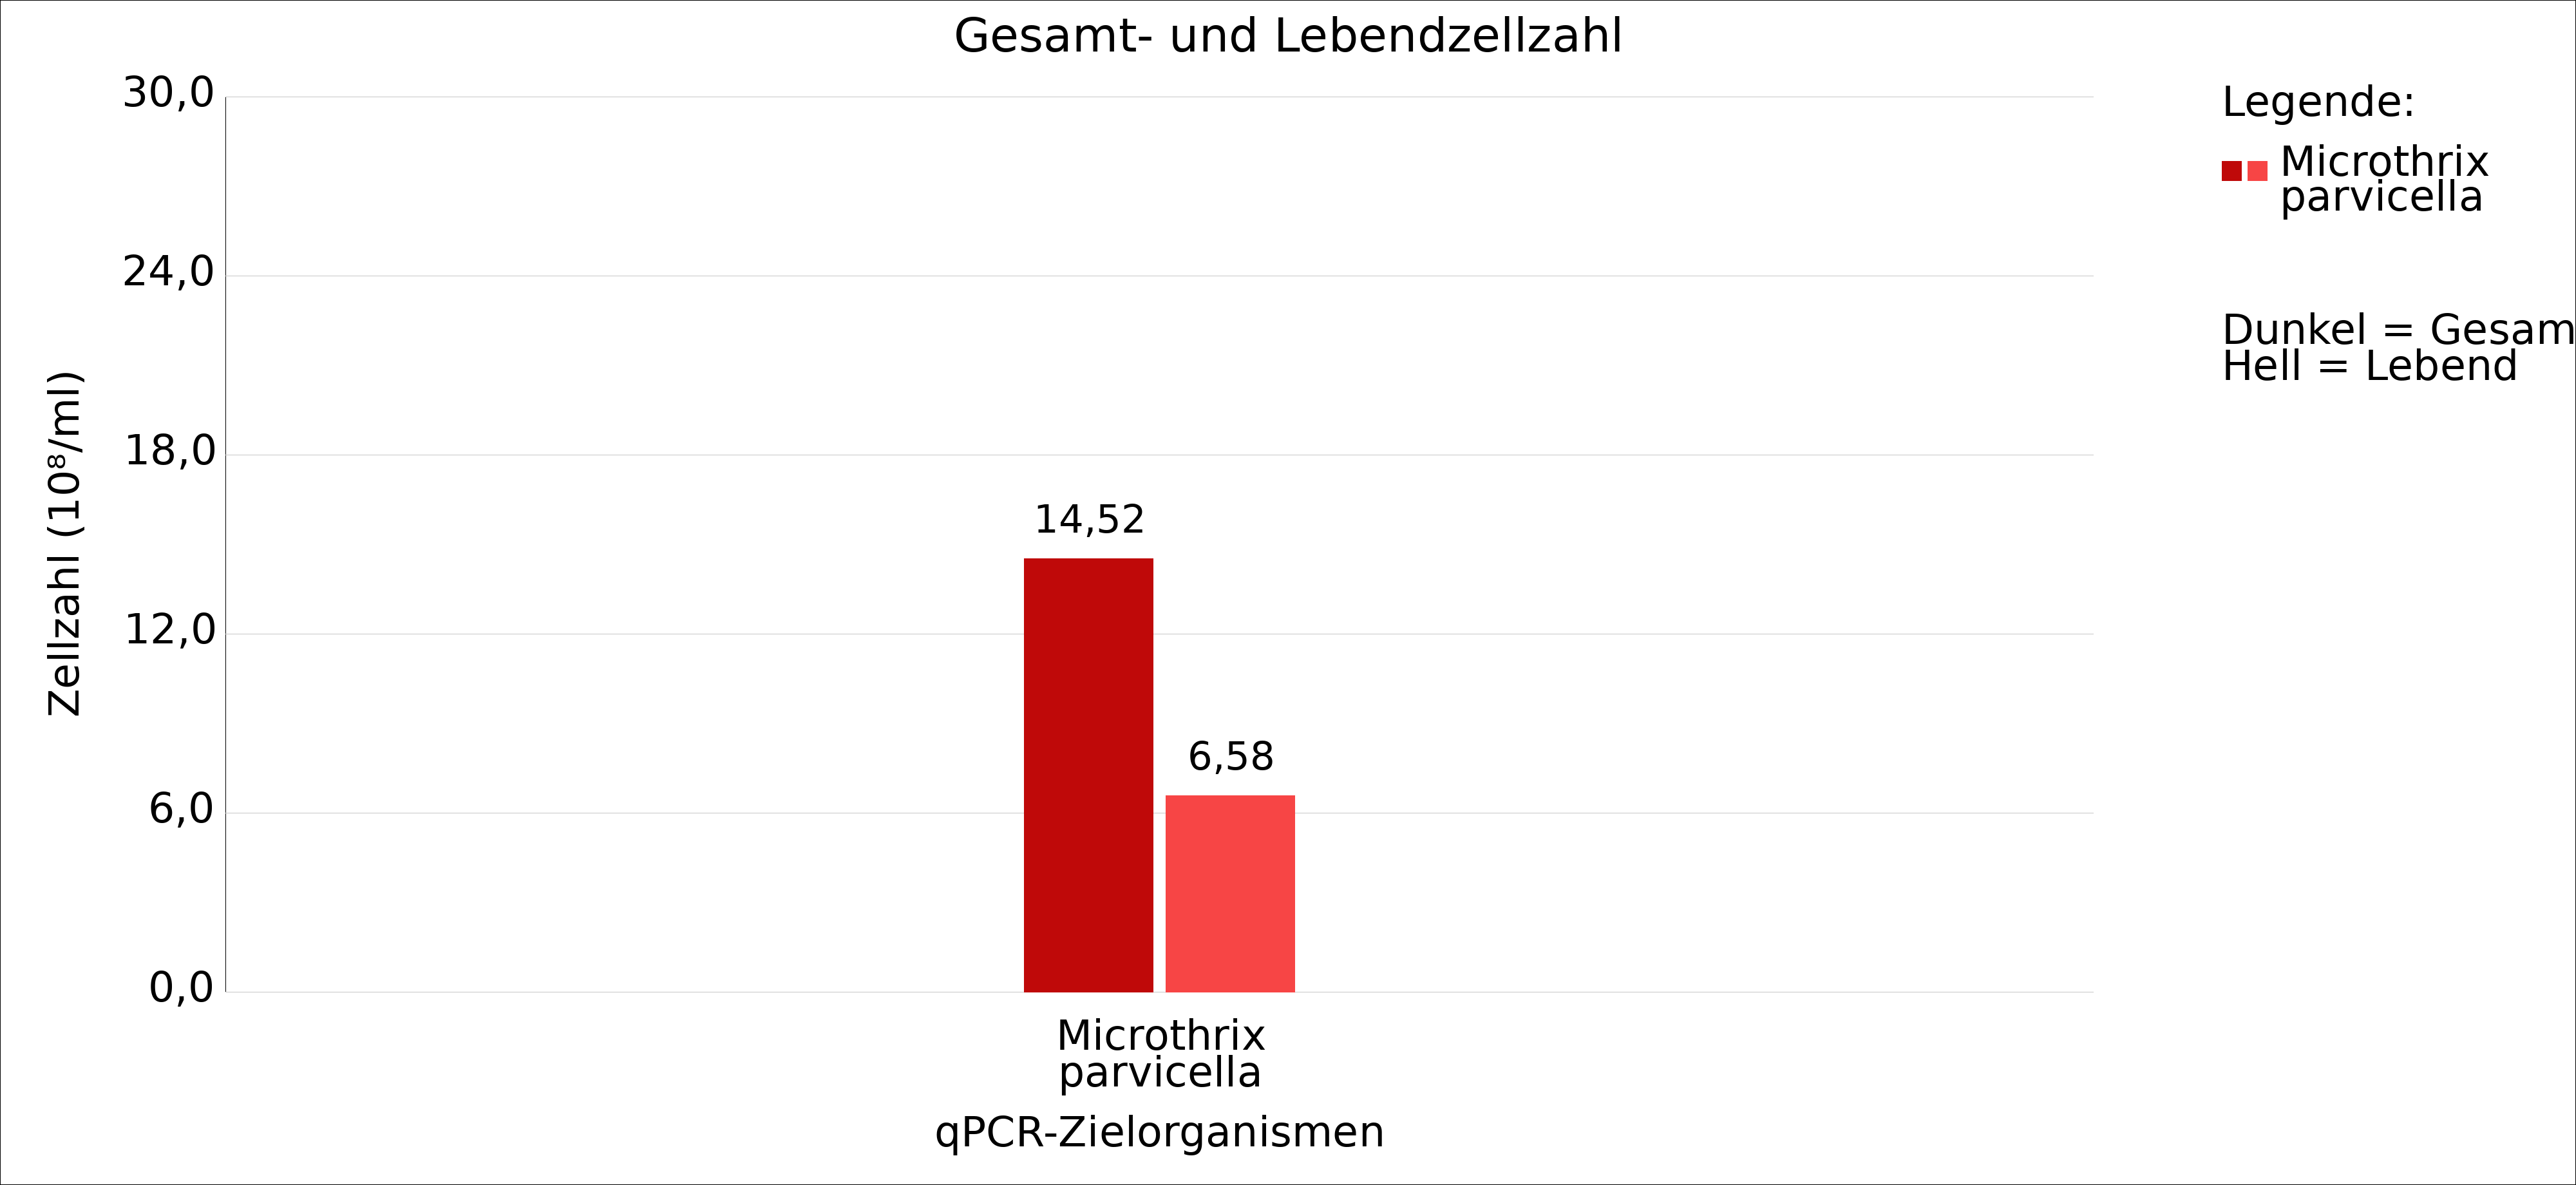 Gesamt- und Lebendzellzahl
30,0
24,0
18,0
12,0
6,0
0,0
Zellzahl (10⁸/ml)
14,52
6,58
Microthrix
parvicella
qPCR-Zielorganismen
Legende:
Microthrix
parvicella
Dunkel = Gesam
Hell = Lebend